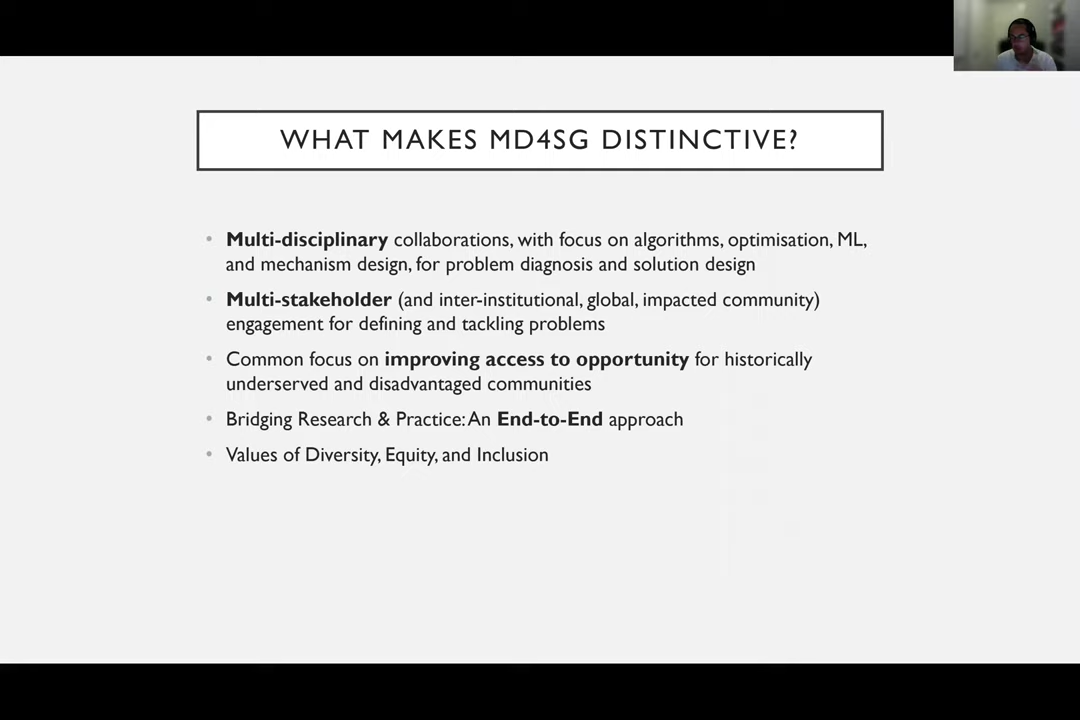 WHAT MAKES MD4SG DISTINCTIVE?
• Multi-disciplinary collaborations, with focus on algorithms, optimisation, ML,
and mechanism design, for problem diagnosis and solution design
• Multi-stakeholder (and inter-institutional, global, impacted community)
engagement for defining and tackling problems
• Common focus on improving access to opportunity for historically
underserved and disadvantaged communities
• Bridging Research & Practice: An End-to-End approach
• Values of Diversity, Equity, and Inclusion